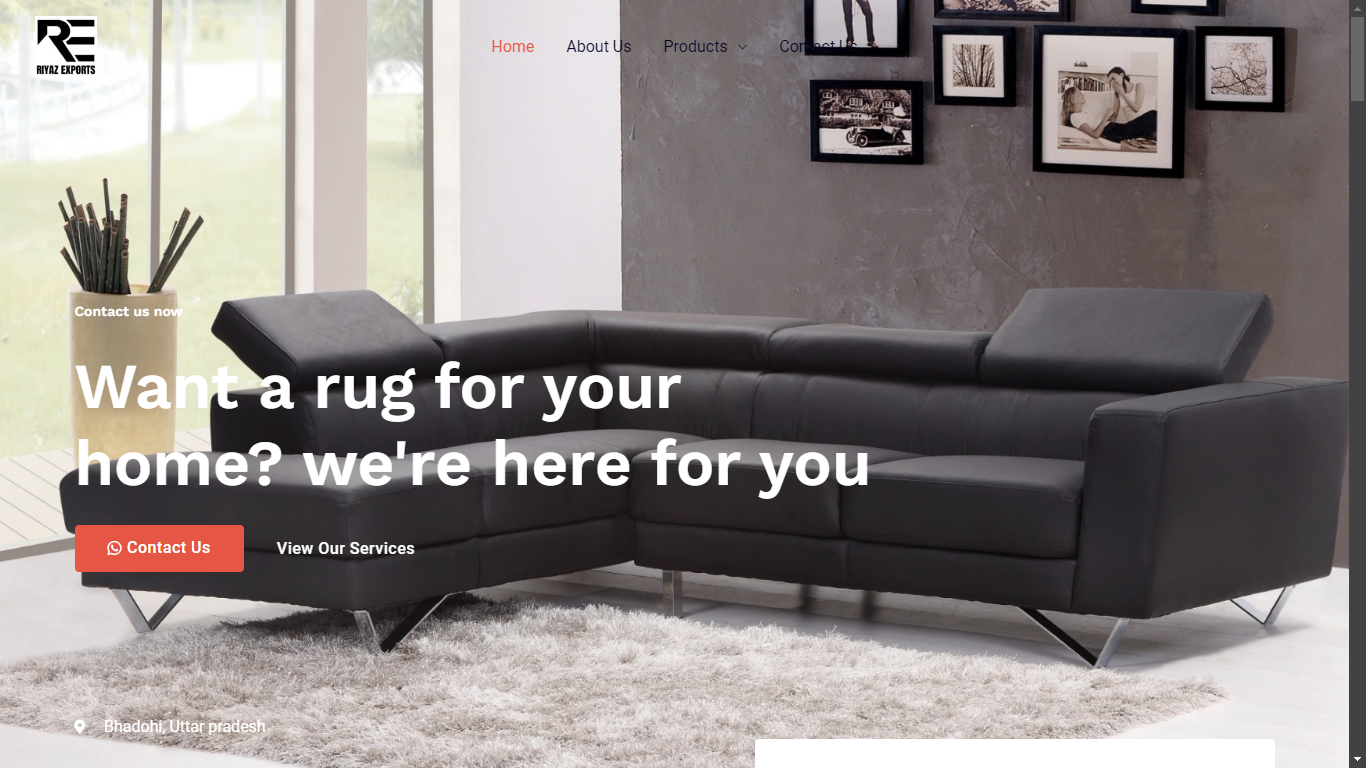 RE
RIYAZ EXPORTS
Home About Us Products Contact Us
Contact us now
Want a rug for your
home? we're here for you
Contact Us View Our Services
Bhadohi, Uttar pradesh